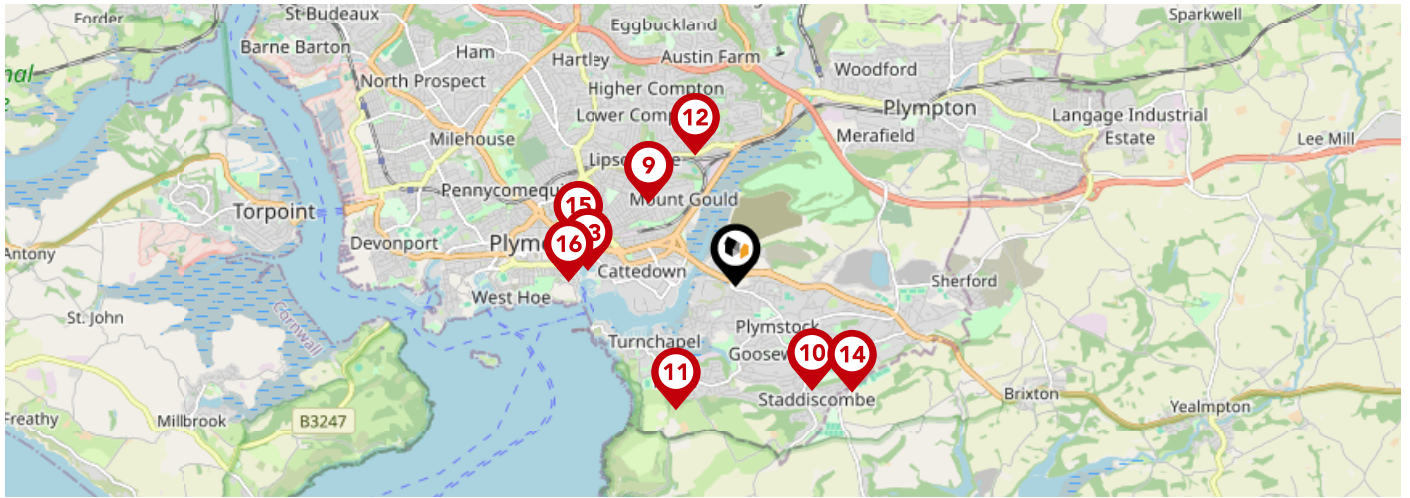 Forder
St Budeaux
Eggbuckland
Sparkwell
Barne Barton
Ham
Hartley
Austin Farm
Woodford
North Prospect
Higher Compton
Plympton
Lower Com
12
Langage Industrial
Estate
Merafield
Lee Mill
Milehouse
Lips
9
Pennycomequ
Mount Gould
15
Torpoint
Devonport
Plym
16
3
Antony
Cattedown
Sherford
West Hoe
St. John
Cornwall
Plymstock
Turnchapel
Goosew
10
14
11
Staddiscombe
Brixton
Yealmpton
Freathy
Millbrook
B3247